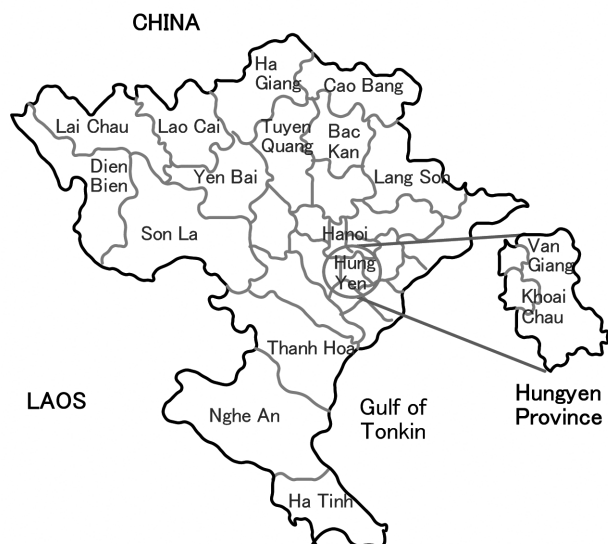 CHINA
Ha
Giang
Cao Bang
Lai Chau
Lao Cai
Tuyen
Quang
Bac
Kan
Dien
Bien
Yen Bai
Lang Son
Son La
Hanoi
Hung
Yen
Van
Giang
Khoai
Chau
Thanh Hoa
LAOS
Nghe An
Gulf of
Tonkin
Hungyen
Province
Ha Tinh